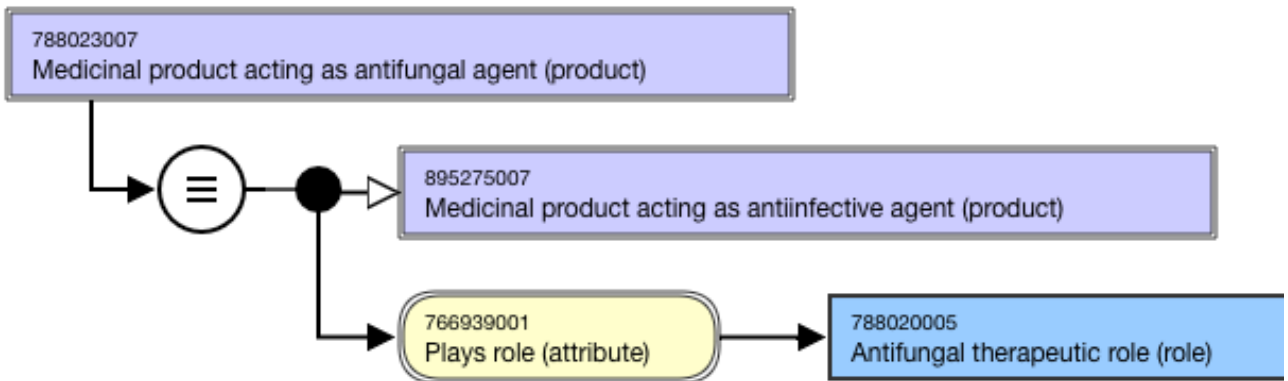 788023007
Medicinal product acting as antifungal agent (product)
895275007
Medicinal product acting as antiinfective agent (product)
766939001
Plays role (attribute)
788020005
Antifungal therapeutic role (role)